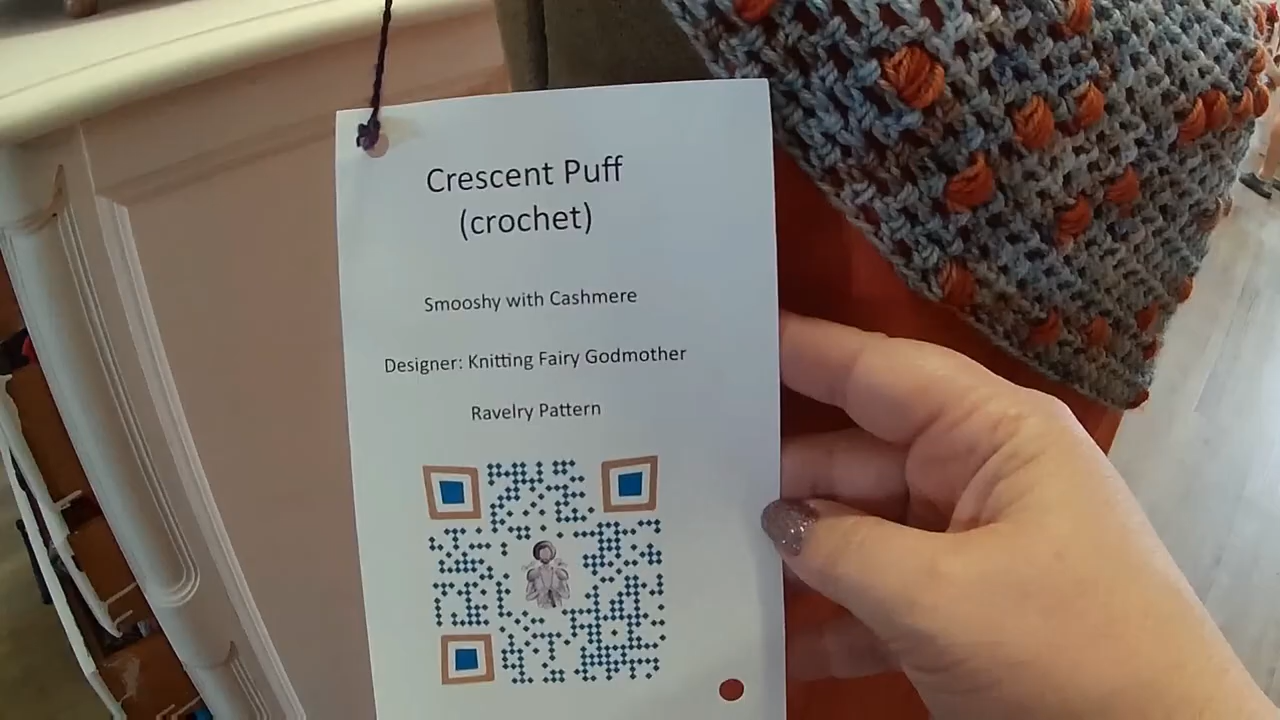 Crescent Puff
(crochet)
Smooshy with Cashmere
Designer: Knitting Fairy Godmother
Ravelry Pattern